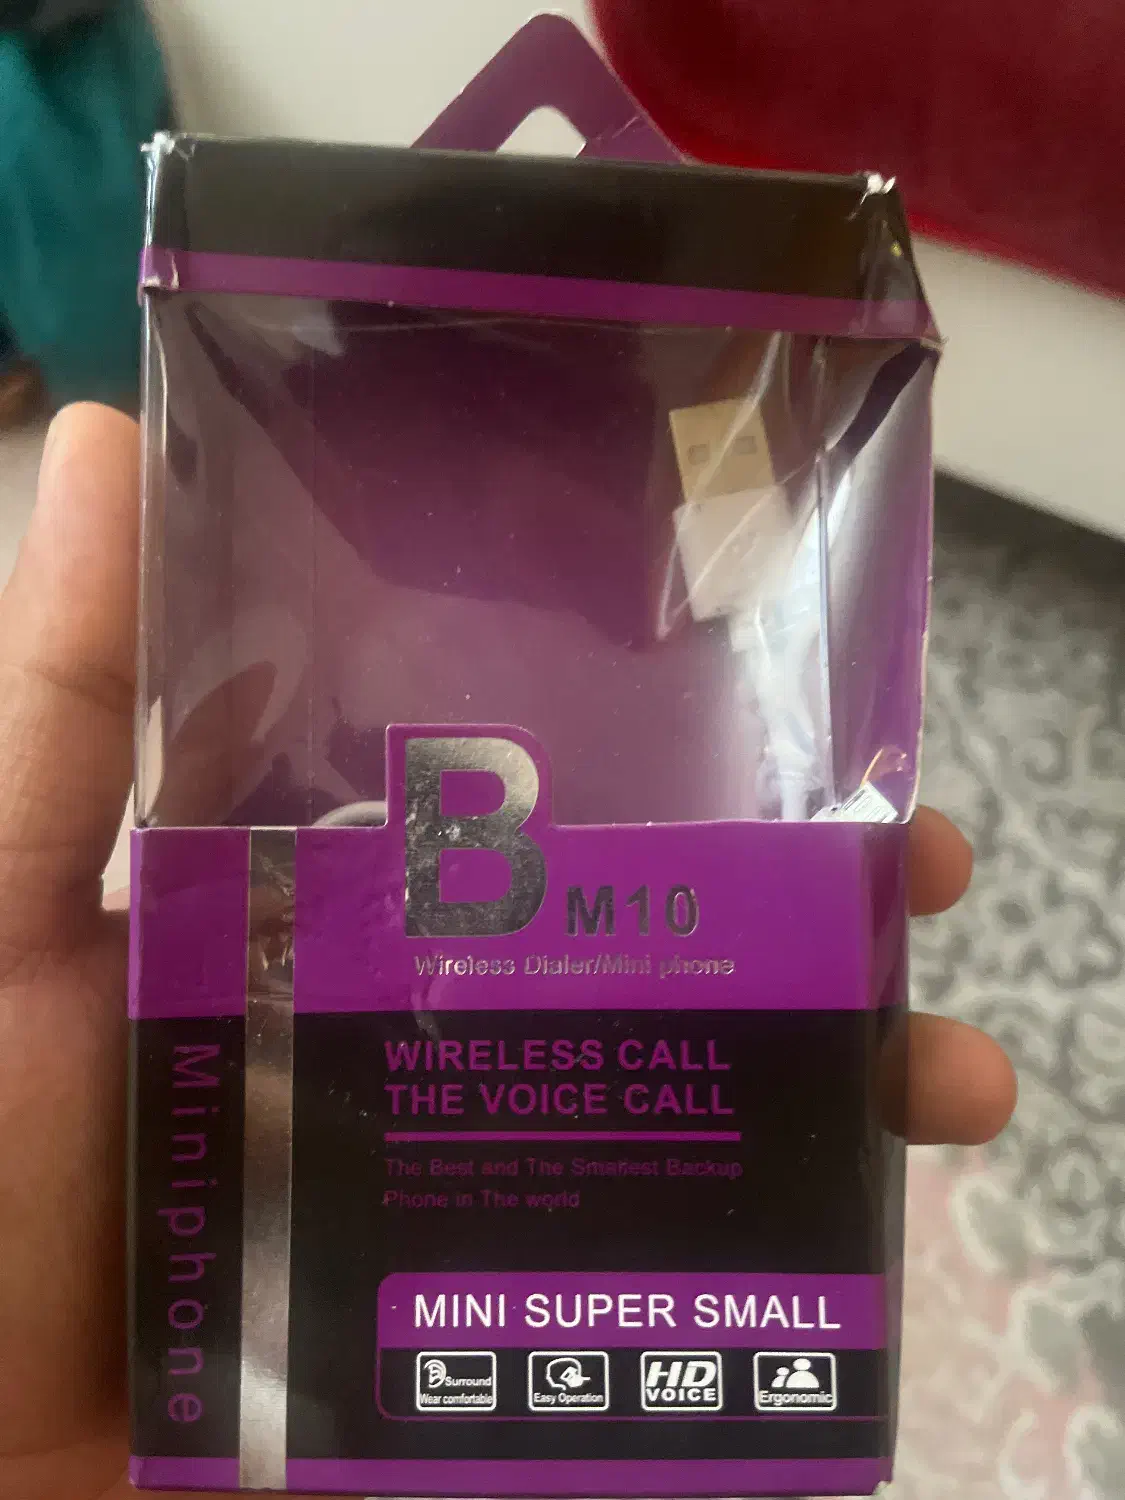 B M10
Wireless Dialer/Mini phone
WIRELESS CALL
THE VOICE CALL
The Best and The Smallest Backup
Phone in The world
Miniphone
MINI SUPER SMALL
Surround
Wear comfortable
Easy Operation
HD
VOICE
Ergonomic